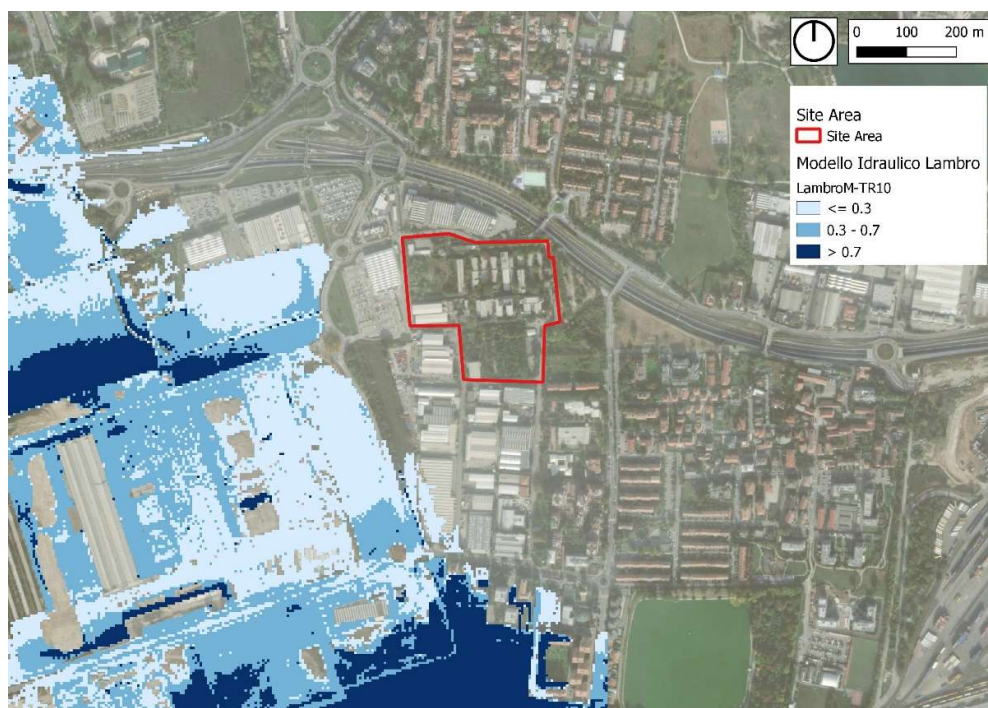 0 100 200 m
Site Area
Site Area
Modello Idraulico Lambro
LambroM-TR10
<= 0.3
0.3 - 0.7
> 0.7